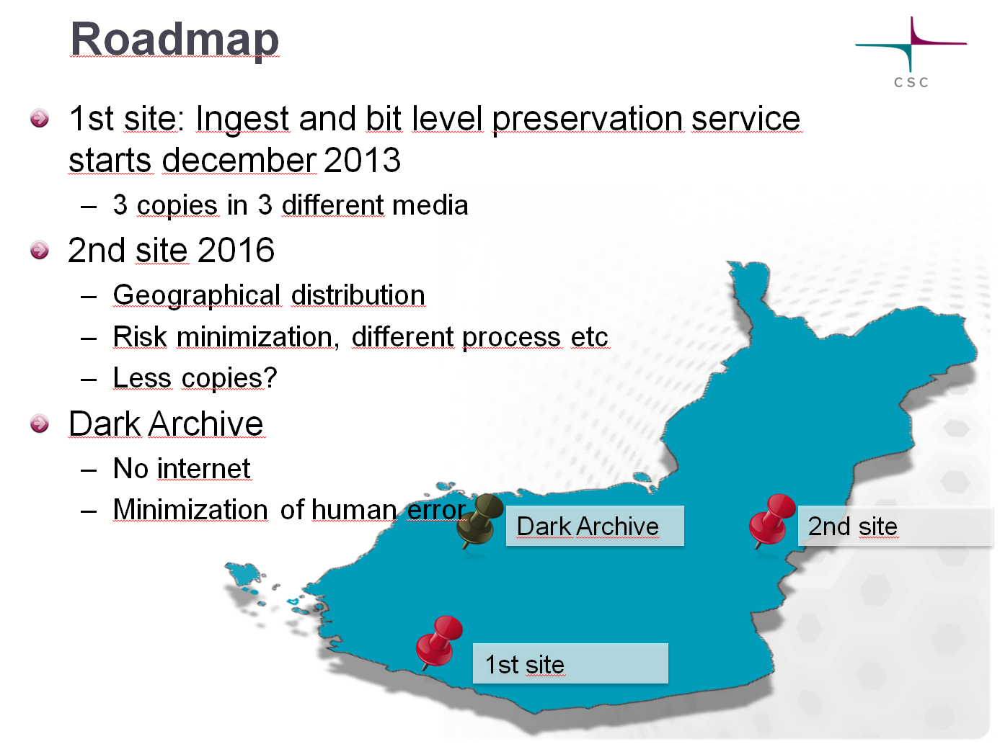 Roadmap
CSC
1st site: Ingest and bit level preservation service
starts december 2013
– 3 copies in 3 different media
2nd site 2016
– Geographical distribution
– Risk minimization, different process etc
– Less copies?
Dark Archive
– No internet
– Minimization of human error
Dark Archive
2nd site
1st site